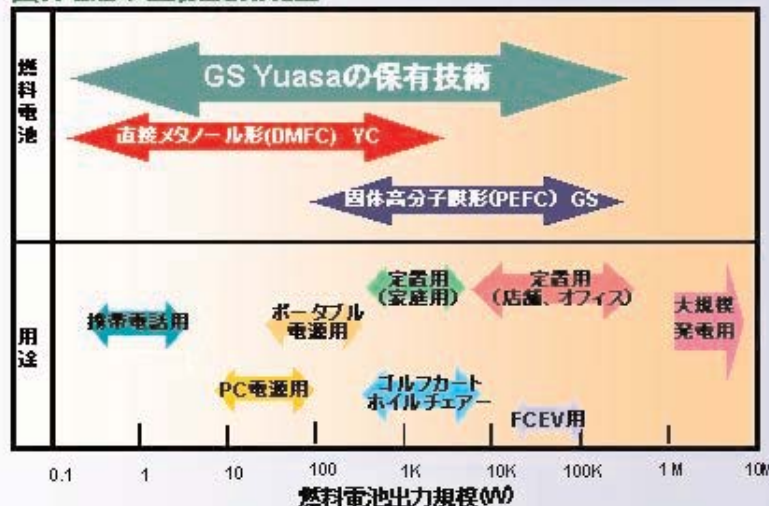 燃料電池
GS Yuasaの保有技術
直接メタノール形(DMFC) YC
固体高分子膜形(PEFC) GS
用途
携帯電話用
ポータブル
電源用
定置用
(家庭用)
定置用
(店舗、オフィス)
大規模
発電用
PC電源用
ゴルフカート
ホイルチェアー
FCEV用
0.1 1 10 100 1K 10K 100K 1M 10M
燃料電池出力規模(W)